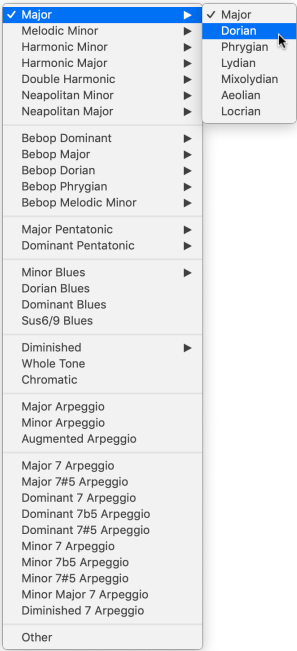 ✓ Major ▶
Melodic Minor ▶
Harmonic Minor ▶
Harmonic Major ▶
Double Harmonic ▶
Neapolitan Minor ▶
Neapolitan Major ▶
Bebop Dominant ▶
Bebop Major ▶
Bebop Dorian ▶
Bebop Phrygian ▶
Bebop Melodic Minor ▶
Major Pentatonic ▶
Dominant Pentatonic ▶
Minor Blues ▶
Dorian Blues
Dominant Blues
Sus6/9 Blues
Diminished ▶
Whole Tone
Chromatic
Major Arpeggio
Minor Arpeggio
Augmented Arpeggio
Major 7 Arpeggio
Major 7#5 Arpeggio
Dominant 7 Arpeggio
Dominant 7b5 Arpeggio
Dominant 7#5 Arpeggio
Minor 7 Arpeggio
Minor 7b5 Arpeggio
Minor 7#5 Arpeggio
Minor Major 7 Arpeggio
Diminished 7 Arpeggio
Other
✓ Major
Dorian
Phrygian
Lydian
Mixolydian
Aeolian
Locrian